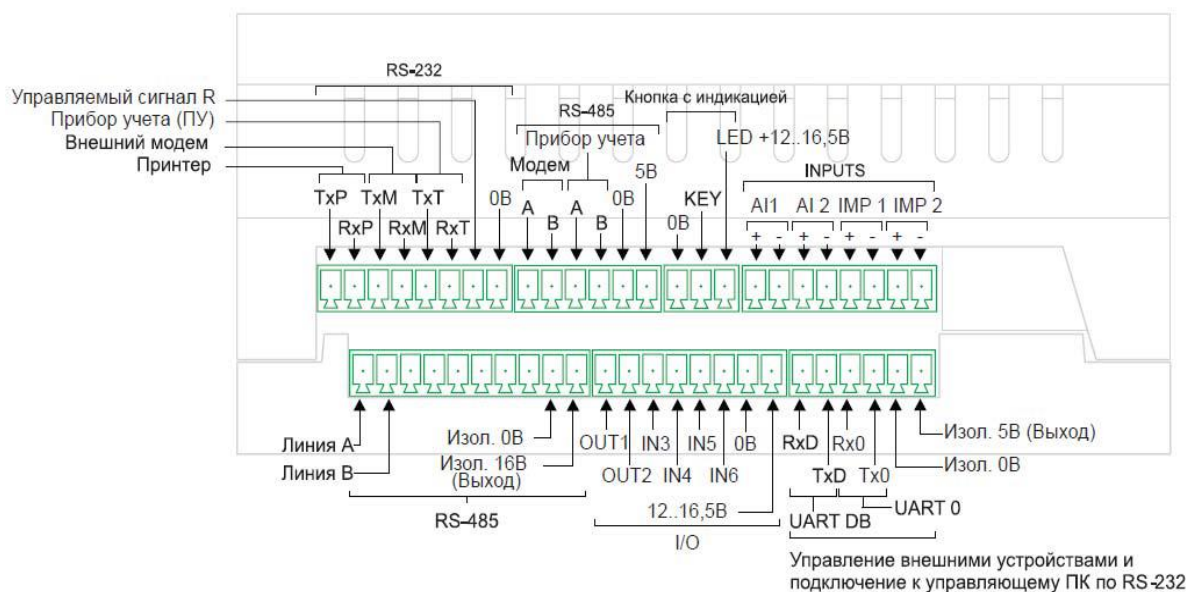 RS-232
Управляемый сигнал R
Прибор учета (ПУ)
Внешний модем
Принтер
RS-485
Прибор учета
Модем
Кнопка с индикацией
LED +12..16,5В
INPUTS
TxP TxM TxT
RxP RxM RxT
0В
A B A B
0В
5В
0В
KEY
AI1 AI 2 IMP 1 IMP 2
+ - + - + - + -
Линия А
Линия В
Изол. 0В
Изол. 16В
(Выход)
RS-485
OUT1 IN3 IN5 0В
OUT2 IN4 IN6
12..16,5В
I/O
RxD Rx0
TxD Tx0
UART DB
UART 0
Изол. 5В (Выход)
Изол. 0В
Управление внешними устройствами и
подключение к управляющему ПК по RS-232